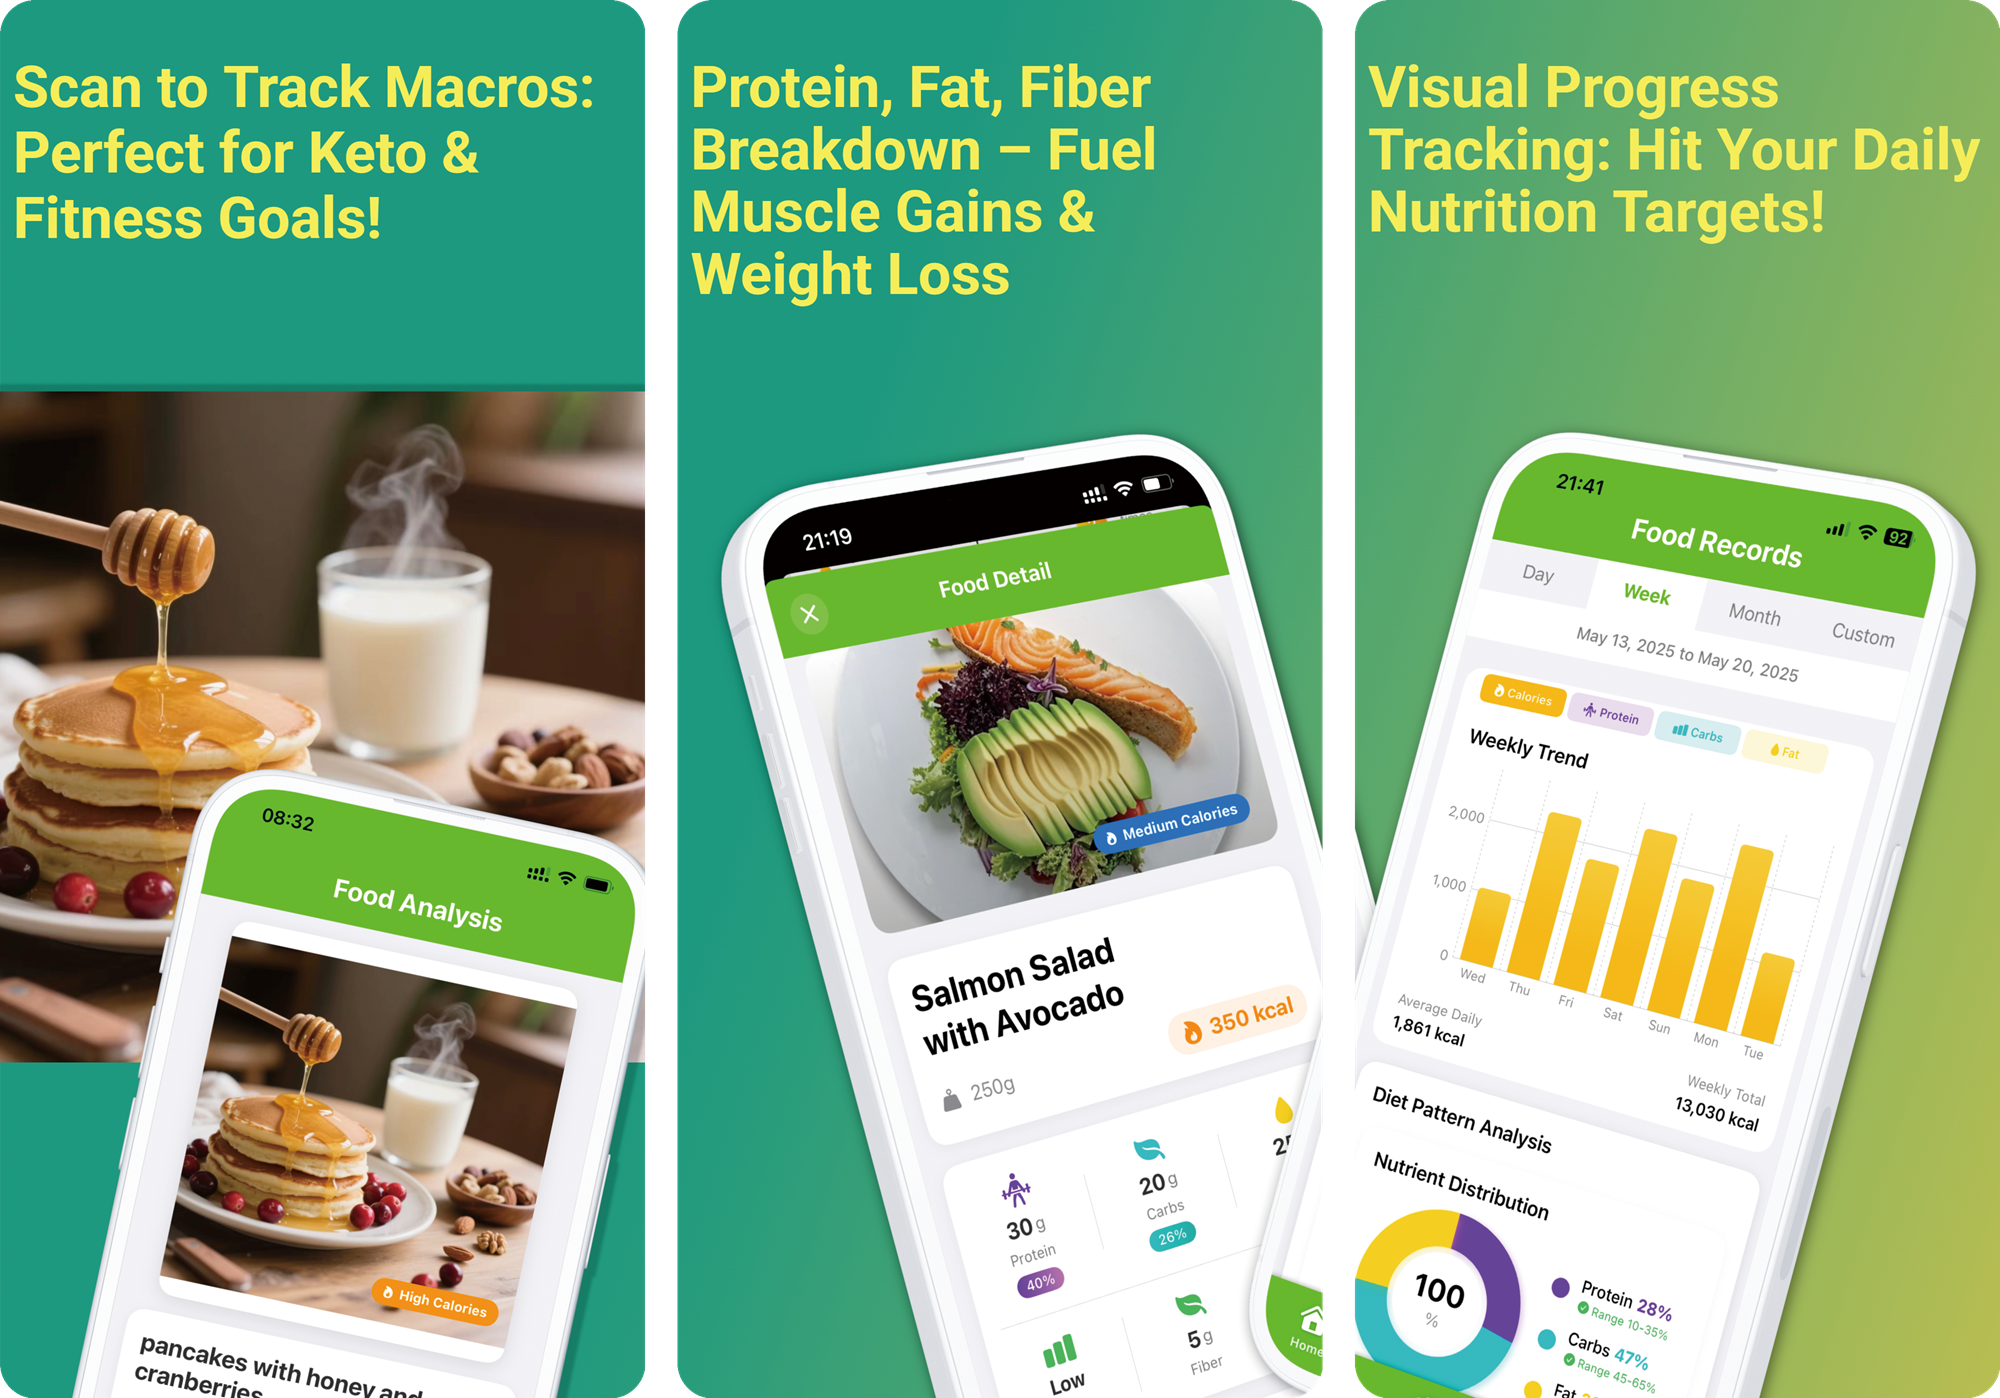 Scan to Track Macros:
Perfect for Keto &
Fitness Goals!
08:32
Food Analysis
High Calories
pancakes with honey and
cranberries
Protein, Fat, Fiber
Breakdown – Fuel
Muscle Gains &
Weight Loss
21:19
Food Detail
Medium Calories
Salmon Salad
with Avocado
350 kcal
250g
30 g
Protein
40%
20 g
Carbs
26%
Low
5 g
Fiber
Home
Visual Progress
Tracking: Hit Your Daily
Nutrition Targets!
21:41
92
Food Records
Day
Week
Month
Custom
May 13, 2025 to May 20, 2025
Calories
Protein
Carbs
Fat
Weekly Trend
2,000
1,000
0
Wed
Thu
Fri
Sat
Sun
Mon
Tue
Average Daily
1,861 kcal
Weekly Total
13,030 kcal
Diet Pattern Analysis
Nutrient Distribution
100
%
Protein 28%
Range 10-35%
Carbs 47%
Range 45-65%
Fat